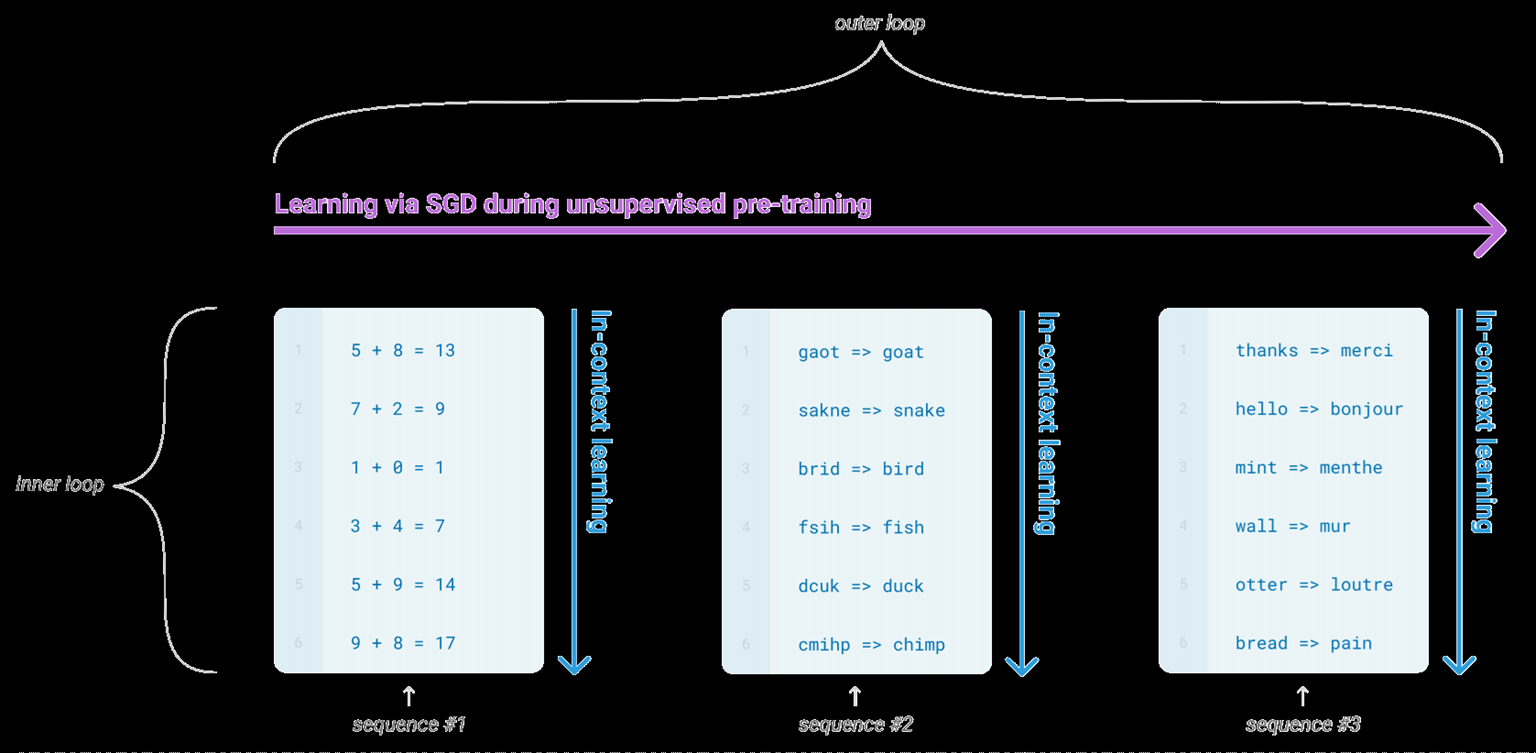 outer loop
Learning via SGD during unsupervised pre-training
inner loop
1 5 + 8 = 13
2 7 + 2 = 9
3 1 + 0 = 1
4 3 + 4 = 7
5 5 + 9 = 14
6 9 + 8 = 17
In-context learning
sequence #1
1 gaot => goat
2 sakne => snake
3 brid => bird
4 fsih => fish
5 dcuk => duck
6 cmihp => chimp
In-context learning
sequence #2
1 thanks => merci
2 hello => bonjour
3 mint => menthe
4 wall => mur
5 otter => loutre
6 bread => pain
In-context learning
sequence #3